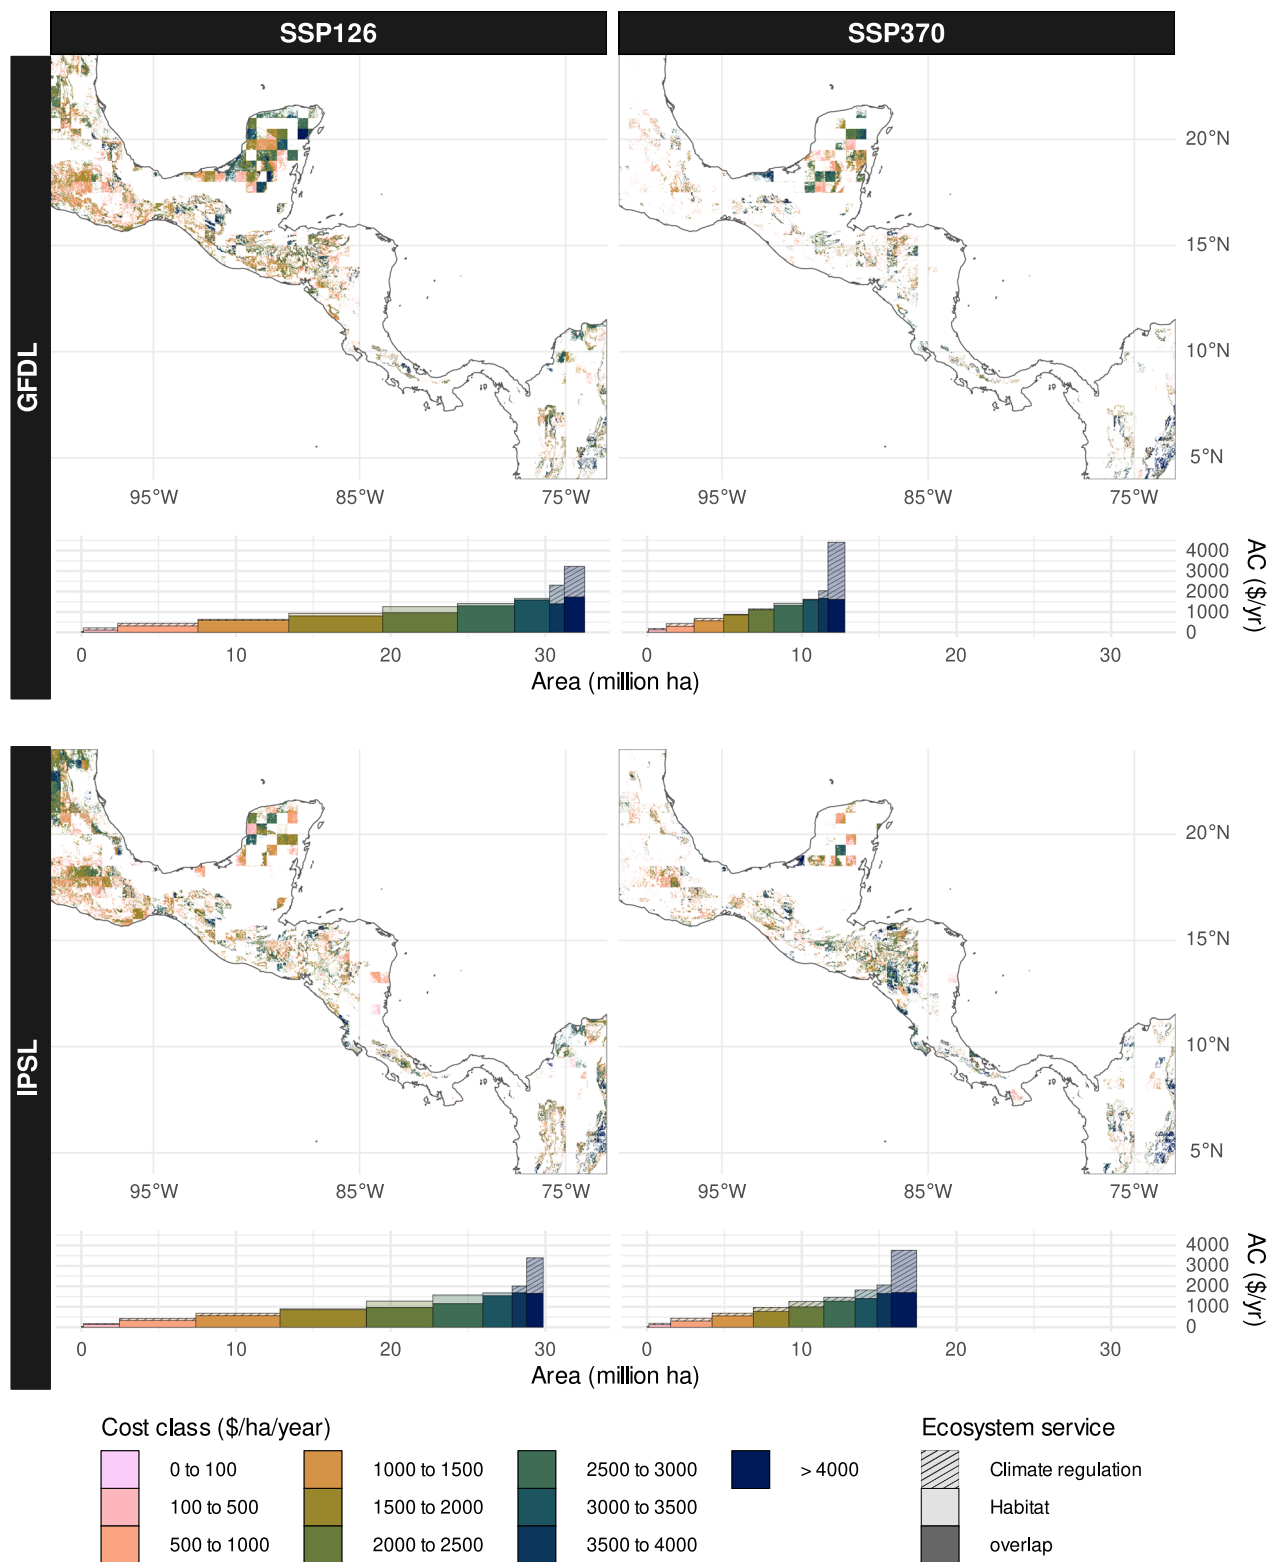 SSP126
SSP370
GFDL
20°N
15°N
10°N
5°N
95°W
85°W
75°W
95°W
85°W
75°W
4000
3000
2000
1000
0
AC ($/yr)
0
10
20
30
0
10
20
30
Area (million ha)
IPSL
20°N
15°N
10°N
5°N
95°W
85°W
75°W
95°W
85°W
75°W
4000
3000
2000
1000
0
AC ($/yr)
0
10
20
30
0
10
20
30
Area (million ha)
Cost class ($/ha/year)
0 to 100
100 to 500
500 to 1000
1000 to 1500
1500 to 2000
2000 to 2500
2500 to 3000
3000 to 3500
3500 to 4000
> 4000
Ecosystem service
Climate regulation
Habitat
overlap